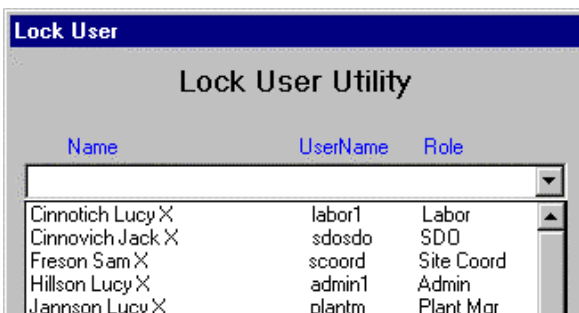 Lock User
Lock User Utility
Name UserName Role
Cinnotich Lucy X labor1 Labor
Cinnovich Jack X sdosdo SDO
Freson Sam X scoord Site Coord
Hillson Lucy X admin1 Admin
Jannson Lucy X plantm Plant Mgr